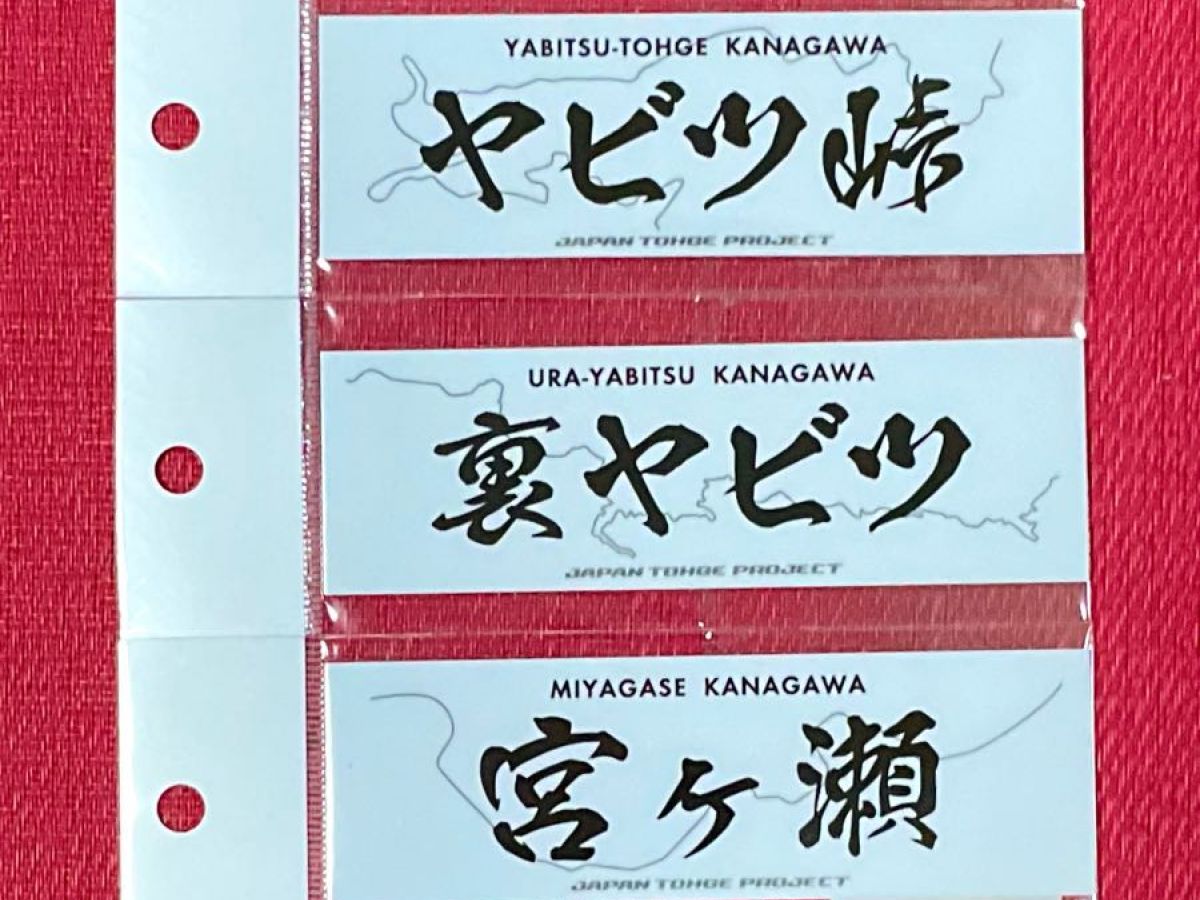 YABITSU-TOHGE KANAGAWA
ヤビツ峠
JAPAN TOHGE PROJECT
URA-YABITSU KANAGAWA
裏ヤビツ
JAPAN TOHGE PROJECT
MIYAGASE KANAGAWA
宮ヶ瀬
JAPAN TOHGE PROJECT